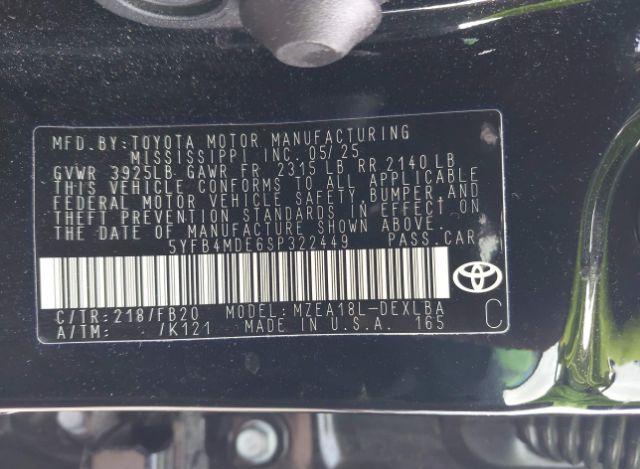 MFD.BY:TOYOTA MOTOR MANUFACTURING
MISSISSIPPI INC. 05/25
GVWR 3925LB GAWR FR 2315 LB RR 2140 LB
THIS VEHICLE CONFORMS TO ALL APPLICABLE
FEDERAL MOTOR VEHICLE SAFETY,BUMPER,AND
THEFT PREVENTION STANDARDS IN EFFECT ON
THE DATE OF MANUFACTURE SHOWN ABOVE.
5YFB4MDE6SP322449 PASS.CAR
C/TR:218/FB20 MODEL:MZEA18L-DEXLBA
A/TM: /K121 MADE IN U.S.A. 165
C